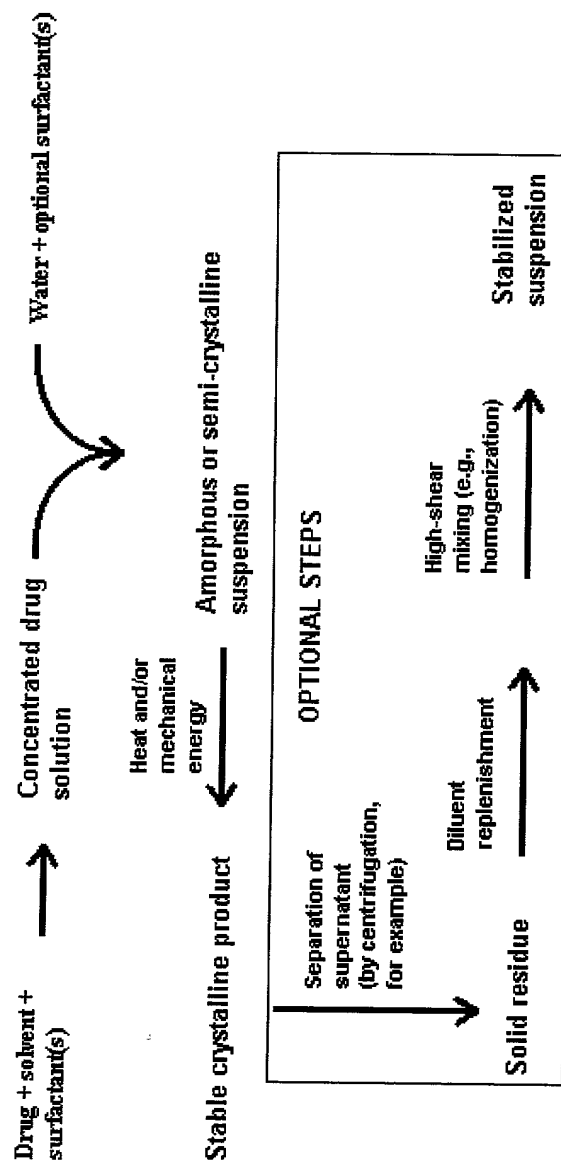 Drug + solvent +
surfactant(s)
Concentrated drug
solution
Water + optional surfactant(s)
Amorphous or semi-crystalline
suspension
Heat and/or
mechanical
energy
Stable crystalline product
OPTIONAL STEPS
Separation of
supernatant
(by centrifugation,
for example)
Solid residue
Diluent
replenishment
High-shear
mixing (e.g.,
homogenization)
Stabilized
suspension